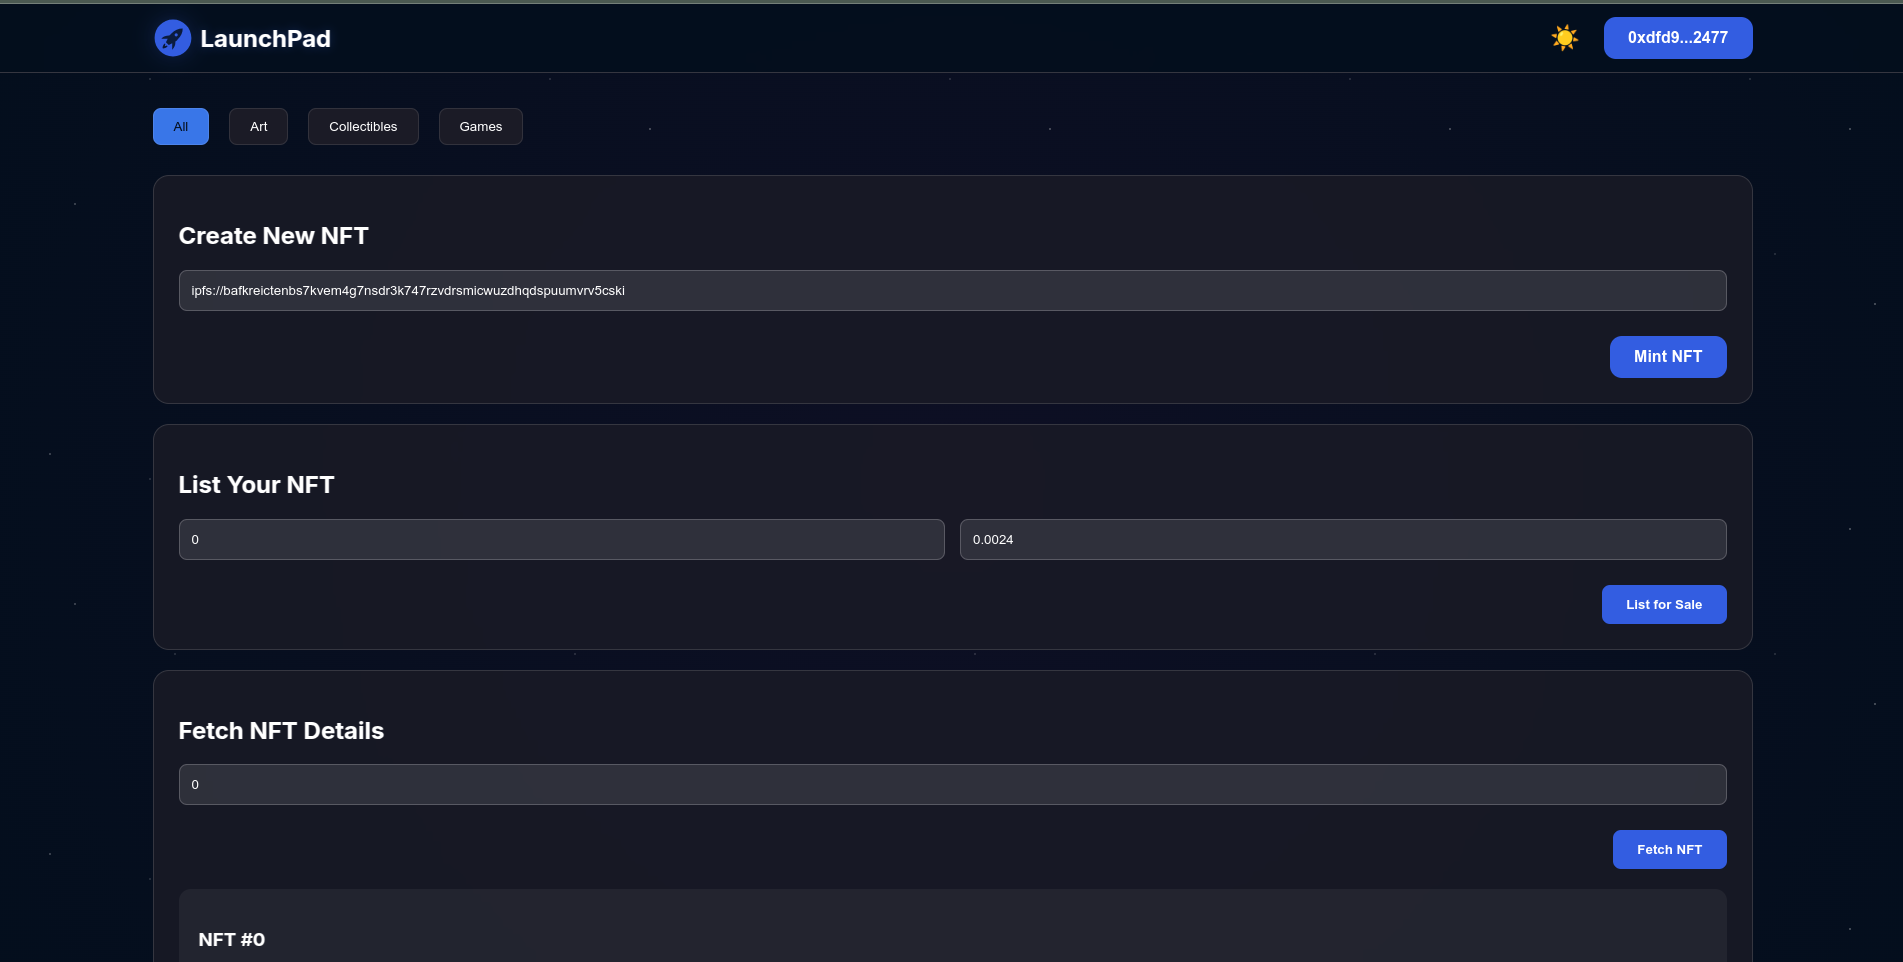 LaunchPad
0xdfd9...2477
All
Art
Collectibles
Games
Create New NFT
ipfs://bafkreictenbs7kvem4g7nsdr3k747rzvdrsmicwuzdhqdspuumvrv5cski
Mint NFT
List Your NFT
0
0.0024
List for Sale
Fetch NFT Details
0
Fetch NFT
NFT #0